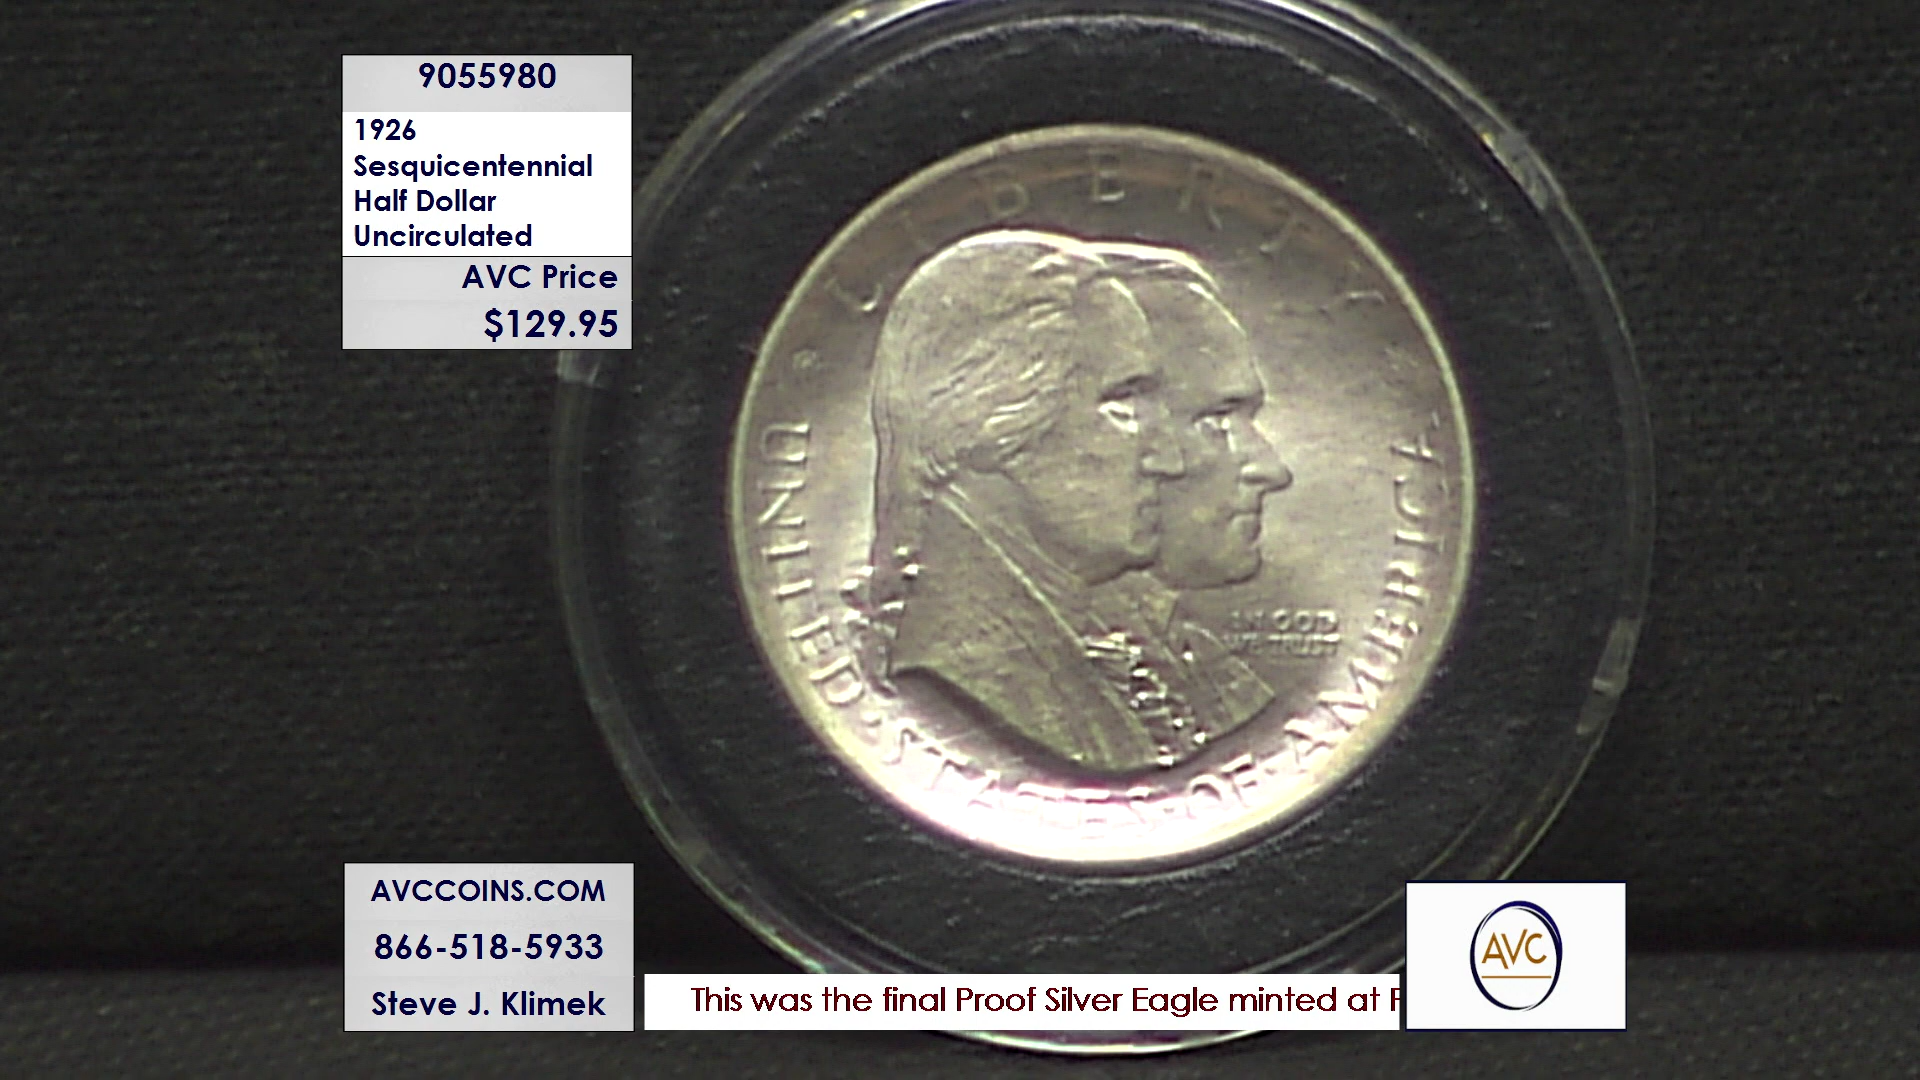 9055980
1926
Sesquicentennial
Half Dollar
Uncirculated
AVC Price
$129.95
LIBERTY
UNITED·STATES·OF·AMERICA
IN GOD
WE TRUST
AVCCOINS.COM
866-518-5933
Steve J. Klimek
This was the final Proof Silver Eagle minted at
AVC